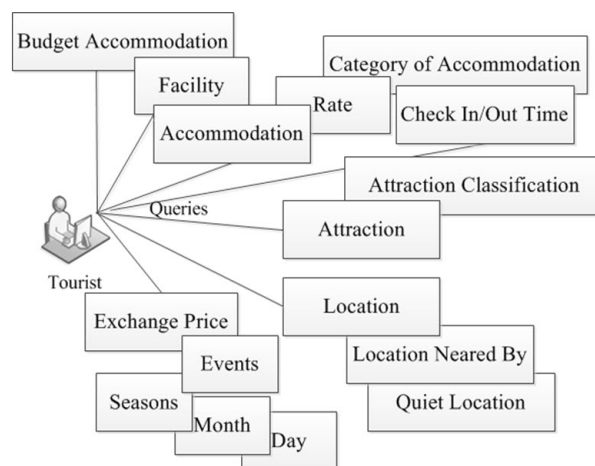 Budget Accommodation
Category of Accommodation
Facility
Rate
Check In/Out Time
Accommodation
Attraction Classification
Queries
Attraction
Tourist
Location
Exchange Price
Location Neared By
Events
Seasons
Quiet Location
Month
Day